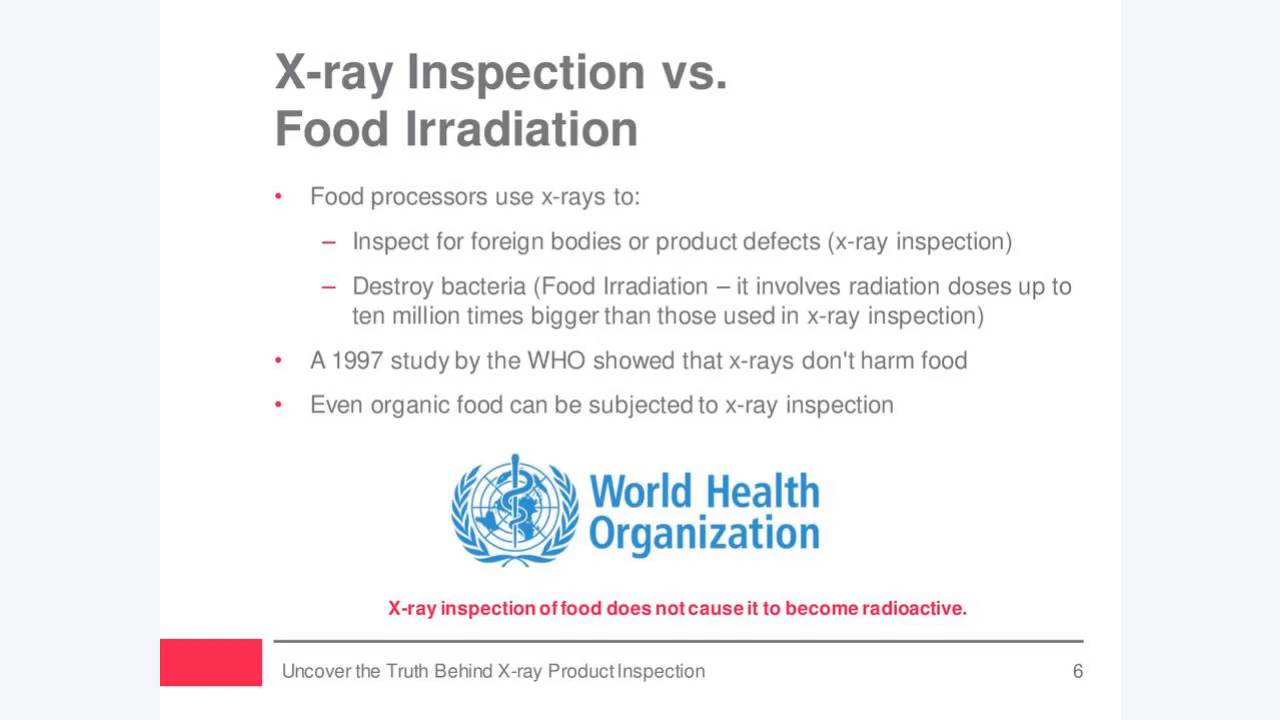 X-ray Inspection vs.
Food Irradiation
• Food processors use x-rays to:
– Inspect for foreign bodies or product defects (x-ray inspection)
– Destroy bacteria (Food Irradiation – it involves radiation doses up to
ten million times bigger than those used in x-ray inspection)
• A 1997 study by the WHO showed that x-rays don't harm food
• Even organic food can be subjected to x-ray inspection
World Health
Organization
X-ray inspection of food does not cause it to become radioactive.
Uncover the Truth Behind X-ray Product Inspection
6